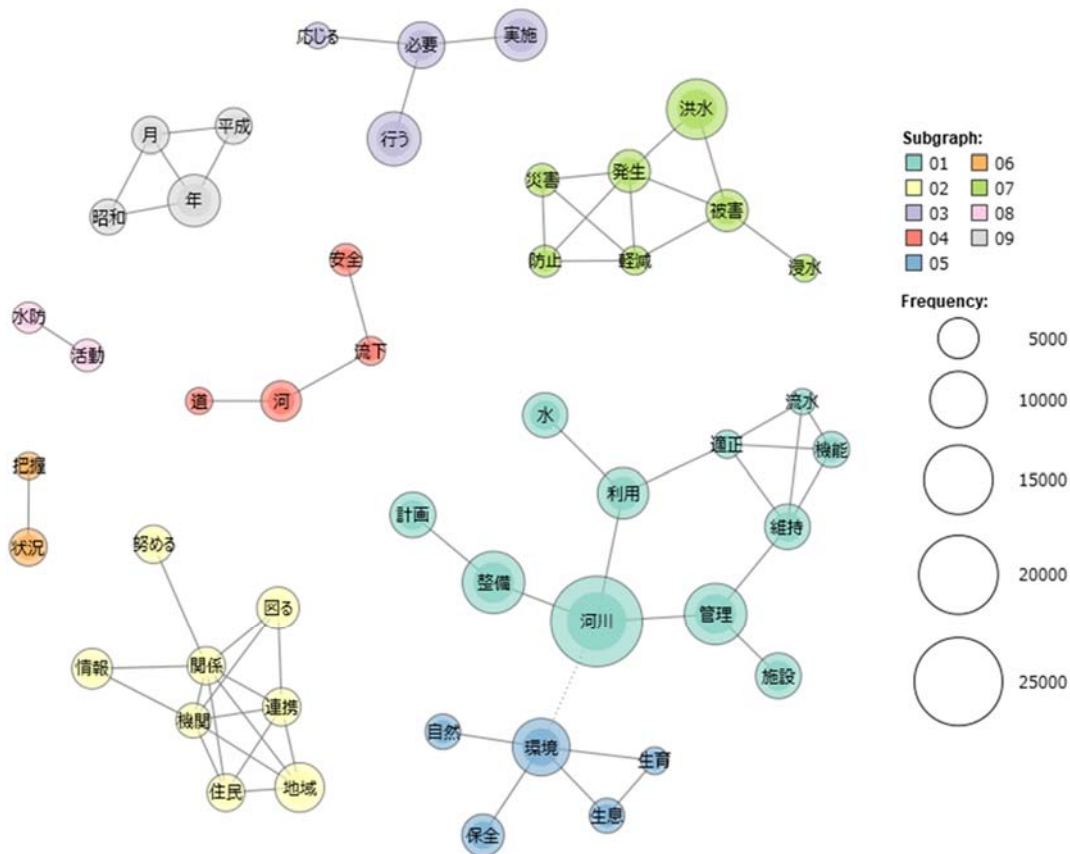 応じる
必要
実施
行う
月
平成
昭和
年
洪水
災害
発生
被害
防止
軽減
浸水
Subgraph:
01
02
03
04
05
06
07
08
09
Frequency:
5000
10000
15000
20000
25000
安全
流下
道
河
水防
活動
把握
状況
水
利用
適正
流水
機能
維持
計画
整備
河川
管理
施設
努める
図る
情報
関係
機関
連携
住民
地域
自然
環境
生育
生息
保全